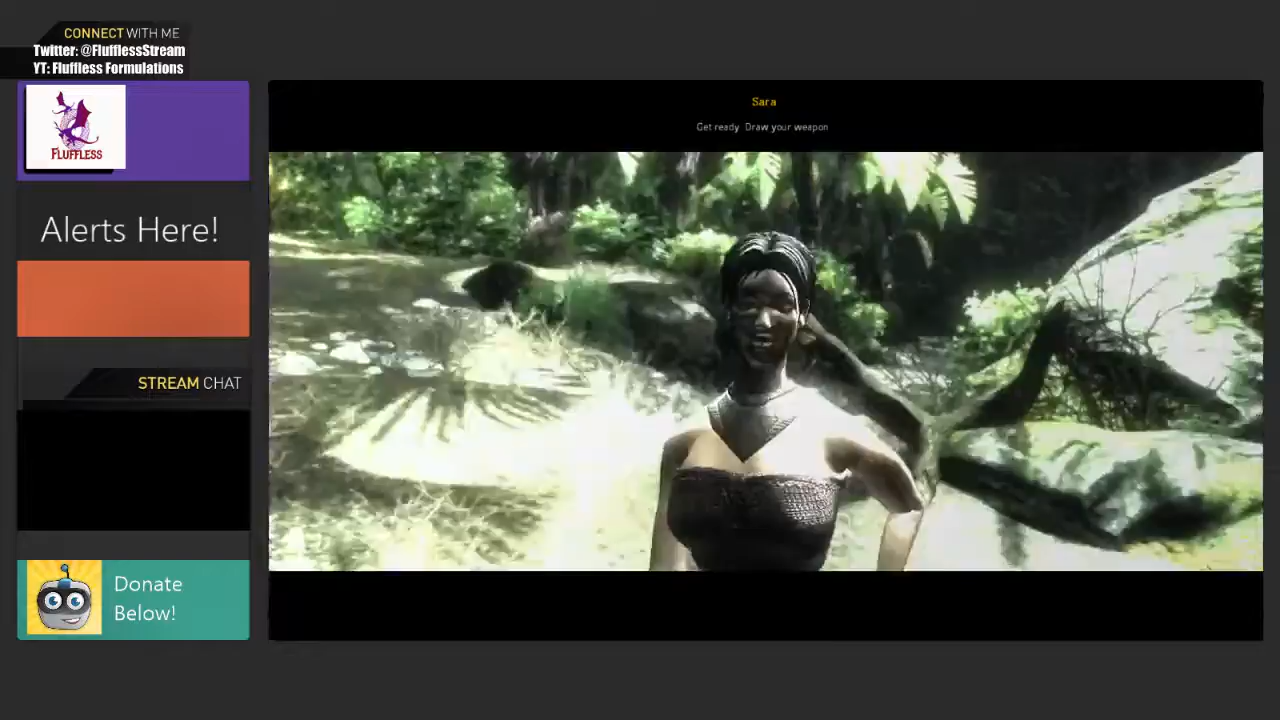 CONNECT WITH ME
Twitter: @FlufflesStream
YT: Fluffless Formulations
FLUFFLESS
Alerts Here!
STREAM CHAT
Donate
Below!
Sara
Get ready Draw your weapon